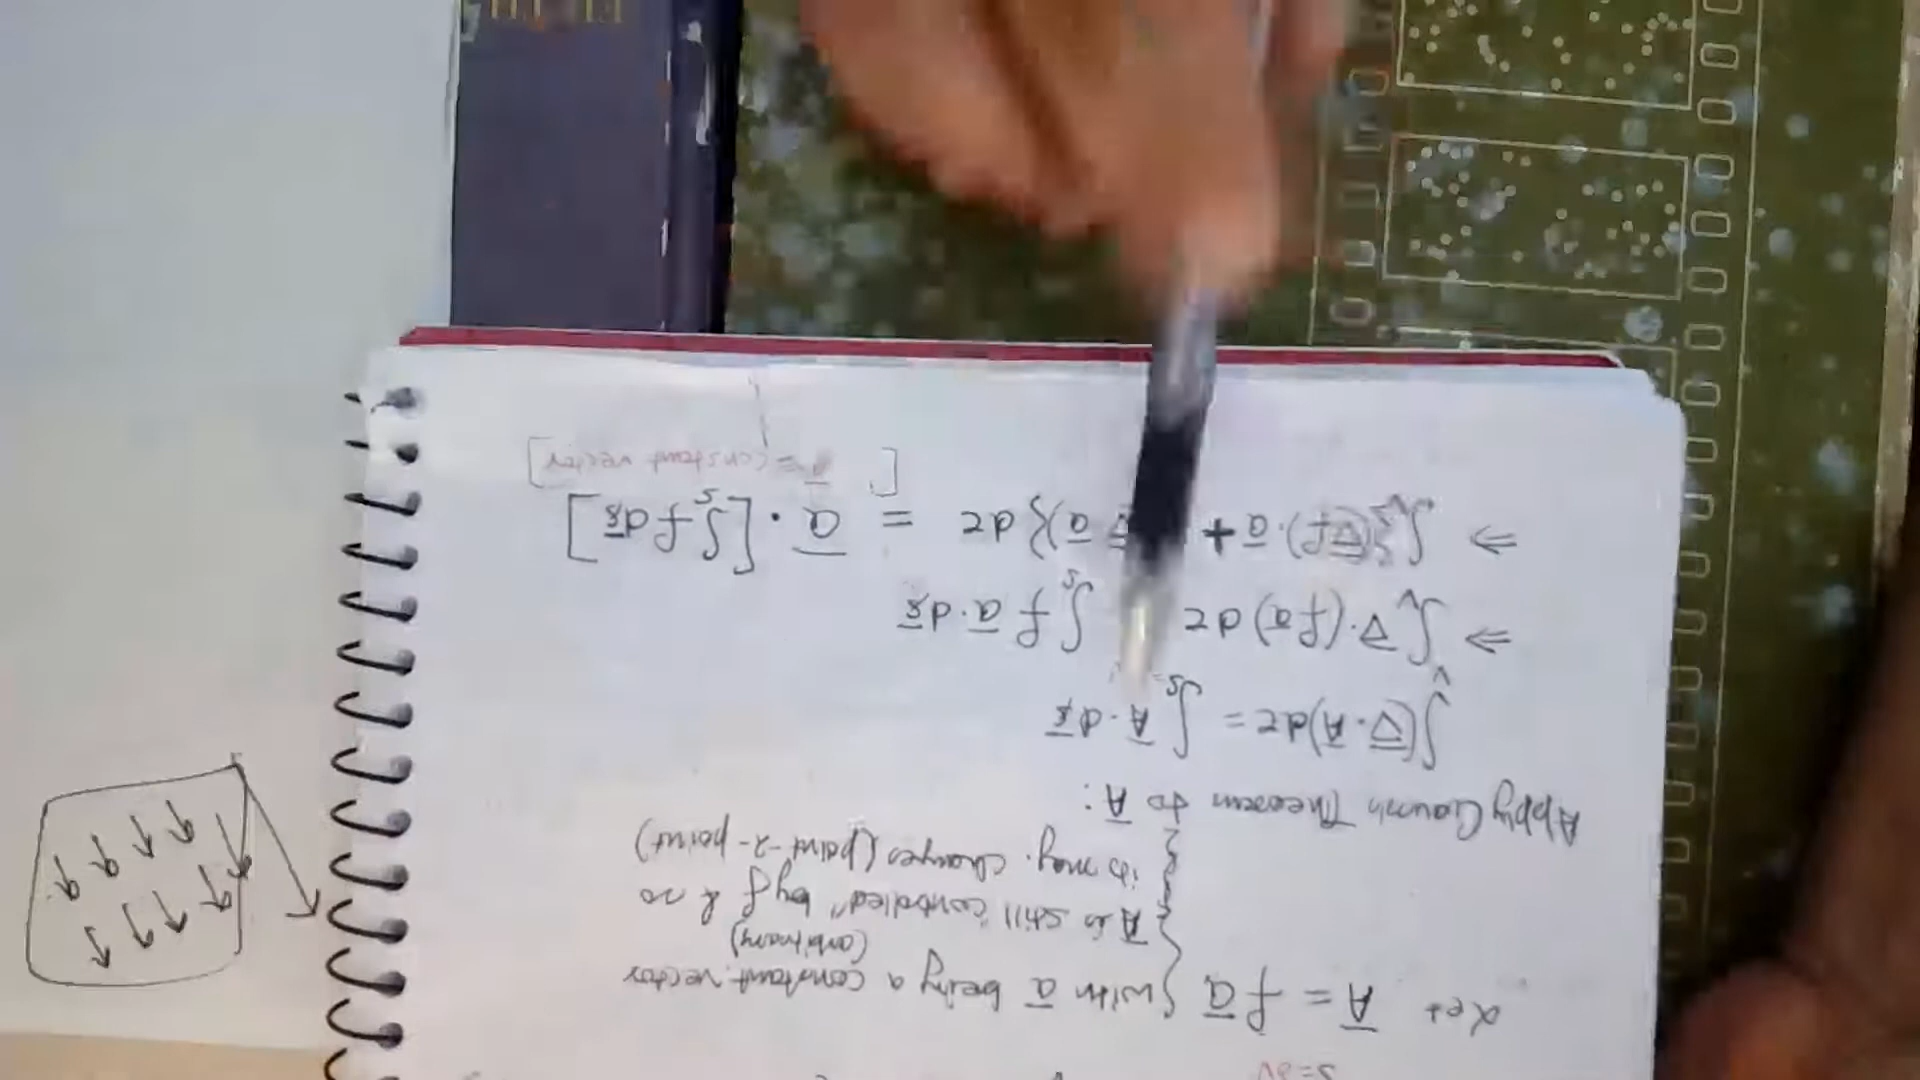 S=∂V
Let A = f a {with a being a constant vector
(arbitrary)
A is still "controlled" by f & so
its mag. changes (point-2-point)
Apply Gauss's Theorem to A:
∫V (∇·A)dτ = ∫S A·ds
⇒ ∫V ∇·(f a) dτ ∫S f a·ds
⇒ ∫V {(∇f)·a + a)} dτ = a·[∫S f ds]
[a = constant vector]